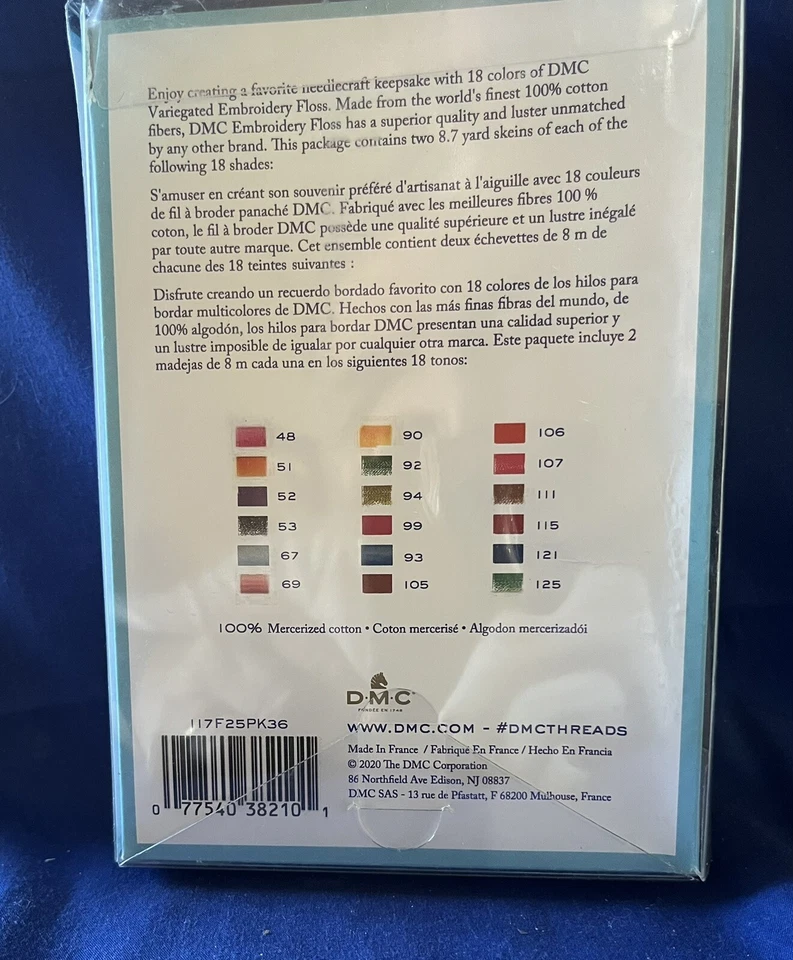 Enjoy creating a favorite needlecraft keepsake with 18 colors of DMC
Variegated Embroidery Floss. Made from the world's finest 100% cotton
fibers, DMC Embroidery Floss has a superior quality and luster unmatched
by any other brand. This package contains two 8.7 yard skeins of each of the
following 18 shades:
S'amuser en créant son souvenir préféré d'artisanat à l'aiguille avec 18 couleurs
de fil à broder panaché DMC. Fabriqué avec les meilleures fibres 100 %
coton, le fil à broder DMC possède une qualité supérieure et un lustre inégalé
par toute autre marque. Cet ensemble contient deux échevettes de 8 m de
chacune des 18 teintes suivantes :
Disfrute creando un recuerdo bordado favorito con 18 colores de los hilos para
bordar multicolores de DMC. Hechos con las más finas fibras del mundo, de
100% algodón, los hilos para bordar DMC presentan una calidad superior y
un lustre imposible de igualar por cualquier otra marca. Este paquete incluye 2
madejas de 8 m cada una en los siguientes 18 tonos:
48 90 106
51 92 107
52 94 111
53 99 115
67 93 121
69 105 125
100% Mercerized cotton • Coton mercerisé • Algodon mercerizadói
D·M·C
FONDÉE EN 1746
117F25PK36
WWW.DMC.COM - #DMCTHREADS
Made In France / Fabriqué En France / Hecho En Francia
© 2020 The DMC Corporation
86 Northfield Ave Edison, NJ 08837
DMC SAS - 13 rue de Pfastatt, F 68200 Mulhouse, France
0 77540 38210 1